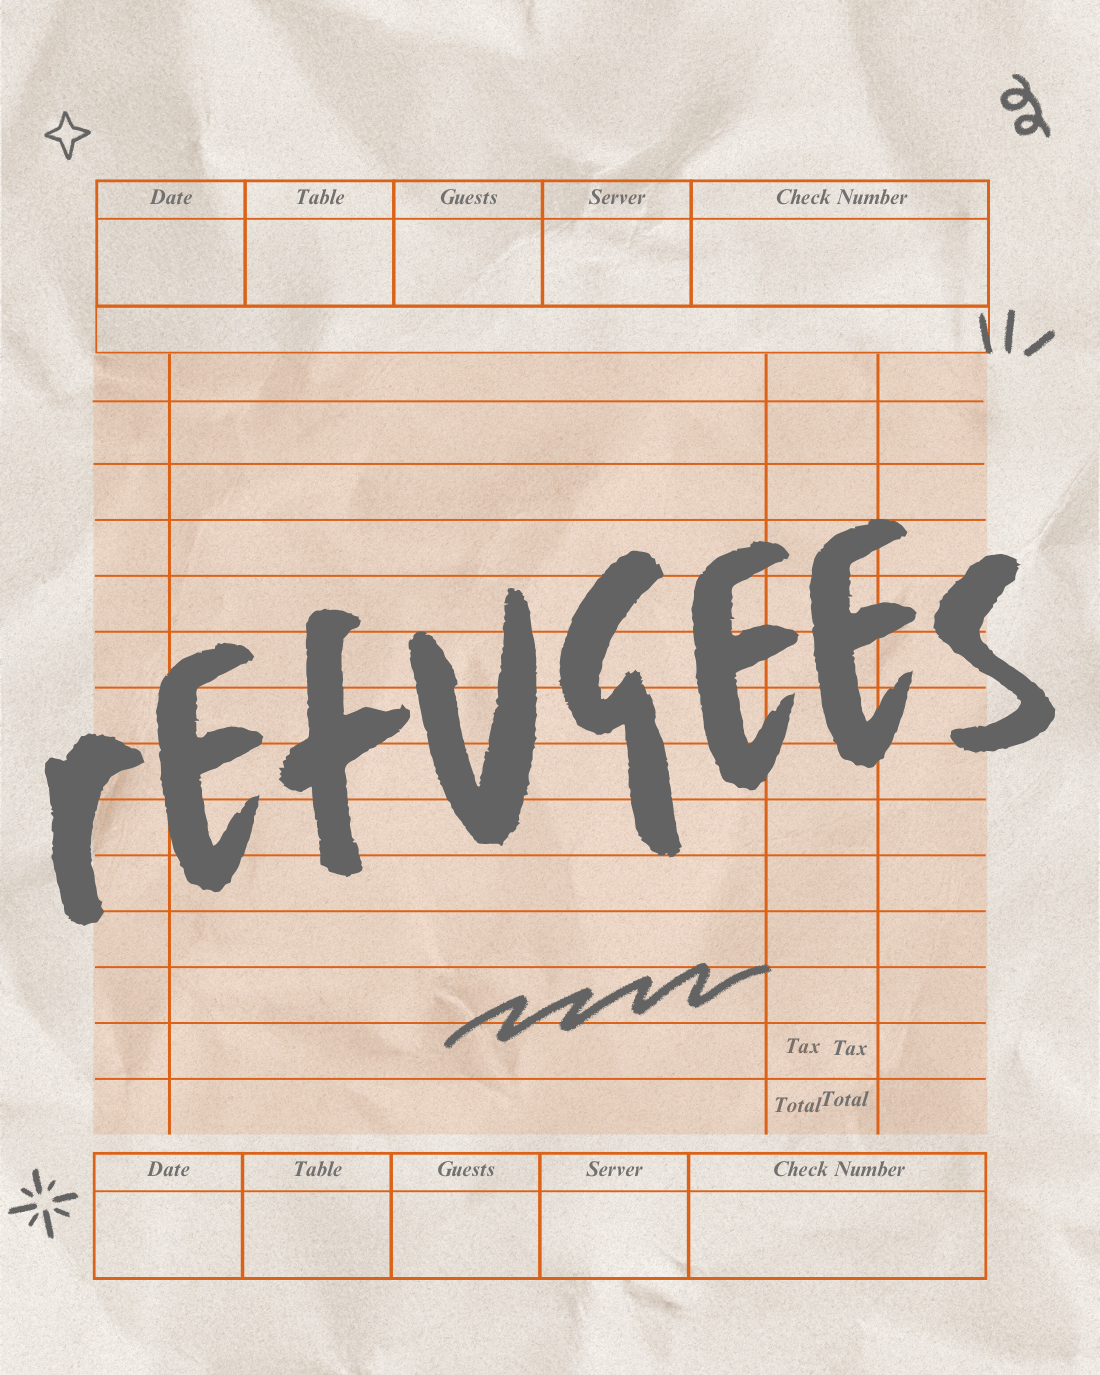 Date Table Guests Server Check Number
rEfUgEES
Tax Tax
Total Total
Date Table Guests Server Check Number